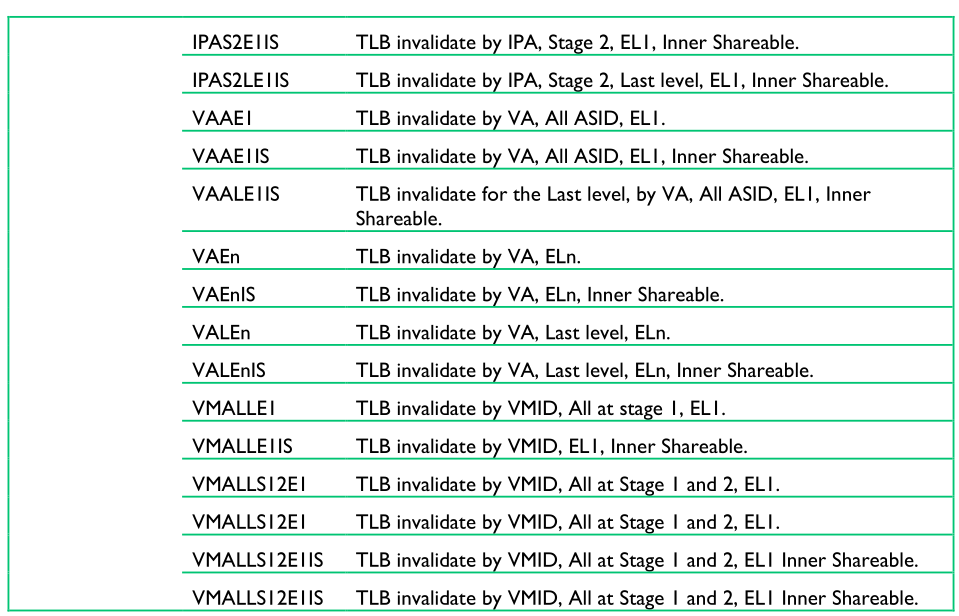 IPAS2E1IS TLB invalidate by IPA, Stage 2, EL1, Inner Shareable.
IPAS2LE1IS TLB invalidate by IPA, Stage 2, Last level, EL1, Inner Shareable.
VAAE1 TLB invalidate by VA, All ASID, EL1.
VAAE1IS TLB invalidate by VA, All ASID, EL1, Inner Shareable.
VAALE1IS TLB invalidate for the Last level, by VA, All ASID, EL1, Inner
Shareable.
VAEn TLB invalidate by VA, ELn.
VAEnIS TLB invalidate by VA, ELn, Inner Shareable.
VALEn TLB invalidate by VA, Last level, ELn.
VALEnIS TLB invalidate by VA, Last level, ELn, Inner Shareable.
VMALLE1 TLB invalidate by VMID, All at stage 1, EL1.
VMALLE1IS TLB invalidate by VMID, EL1, Inner Shareable.
VMALLS12E1 TLB invalidate by VMID, All at Stage 1 and 2, EL1.
VMALLS12E1 TLB invalidate by VMID, All at Stage 1 and 2, EL1.
VMALLS12E1IS TLB invalidate by VMID, All at Stage 1 and 2, EL1 Inner Shareable.
VMALLS12E1IS TLB invalidate by VMID, All at Stage 1 and 2, EL1 Inner Shareable.